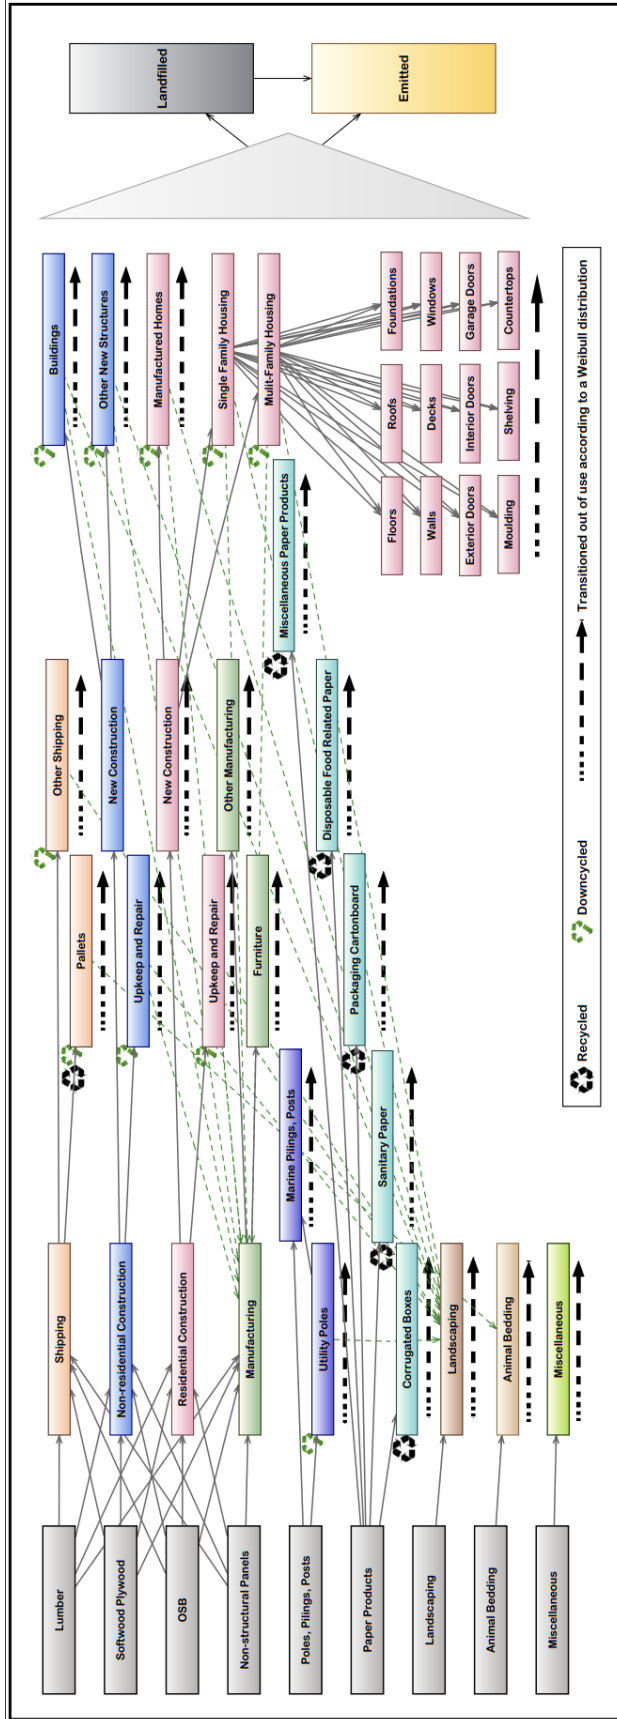 Lumber
Softwood Plywood
OSB
Non-structural Panels
Poles, Pilings, Posts
Paper Products
Landscaping
Animal Bedding
Miscellaneous
Shipping
Non-residential Construction
Residential Construction
Manufacturing
Utility Poles
Corrugated Boxes
Landscaping
Animal Bedding
Miscellaneous
Marine Pilings, Posts
Sanitary Paper
Pallets
Upkeep and Repair
Upkeep and Repair
Furniture
Packaging Cartonboard
Other Shipping
New Construction
New Construction
Other Manufacturing
Disposable Food Related Paper
Miscellaneous Paper Products
Buildings
Other New Structures
Manufactured Homes
Single Family Housing
Mulit-Family Housing
Floors
Roofs
Foundations
Walls
Decks
Windows
Exterior Doors
Interior Doors
Garage Doors
Moulding
Shelving
Countertops
Landfilled
Emitted
Recycled
Downcycled
Transitioned out of use according to a Weibull distribution